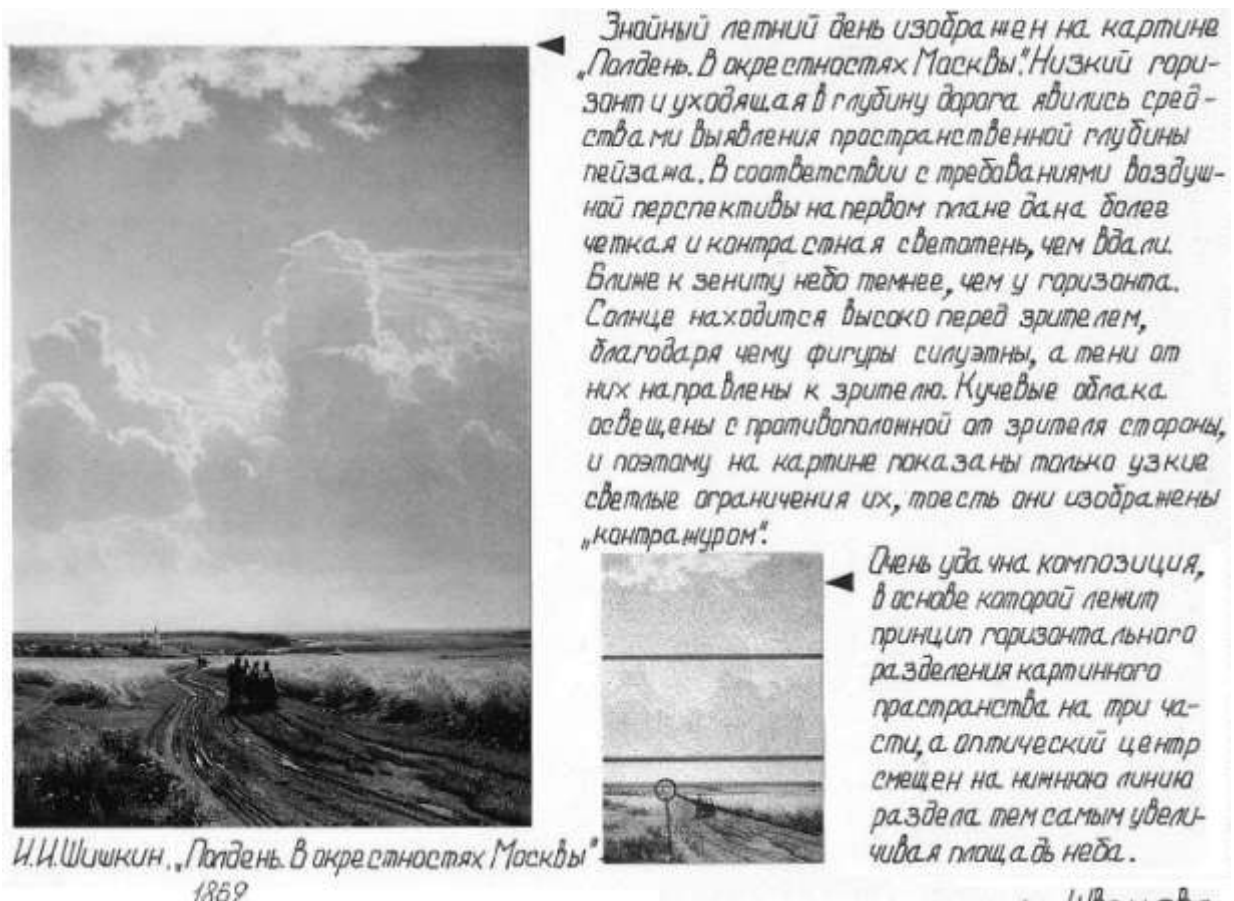 Знойный летний день изображен на картине
„Полдень. В окрестностях Москвы”. Низкий гори-
зонт и уходящая в глубину дорога явились сред-
ствами выявления пространственной глубины
пейзажа. В соответствии с требованиями воздуш-
ной перспективы на первом плане дана более
четкая и контрастная светотень, чем вдали.
Ближе к зениту небо темнее, чем у горизонта.
Солнце находится высоко перед зрителем,
благодаря чему фигуры силуэтны, а тени от
них направлены к зрителю. Кучевые облака
освещены с противоположной от зрителя стороны,
и поэтому на картине показаны только узкие
светлые ограничения их, тоесть они изображены
„контражуром”.
Очень удачна композиция,
в основе которой лежит
принцип горизонтального
разделения картинного
пространства на три ча-
сти, а оптический центр
смещен на нижнюю линию
раздела тем самым увели-
чивая площадь неба.
И.И.Шишкин. „Полдень. В окрестностях Москвы”
1869